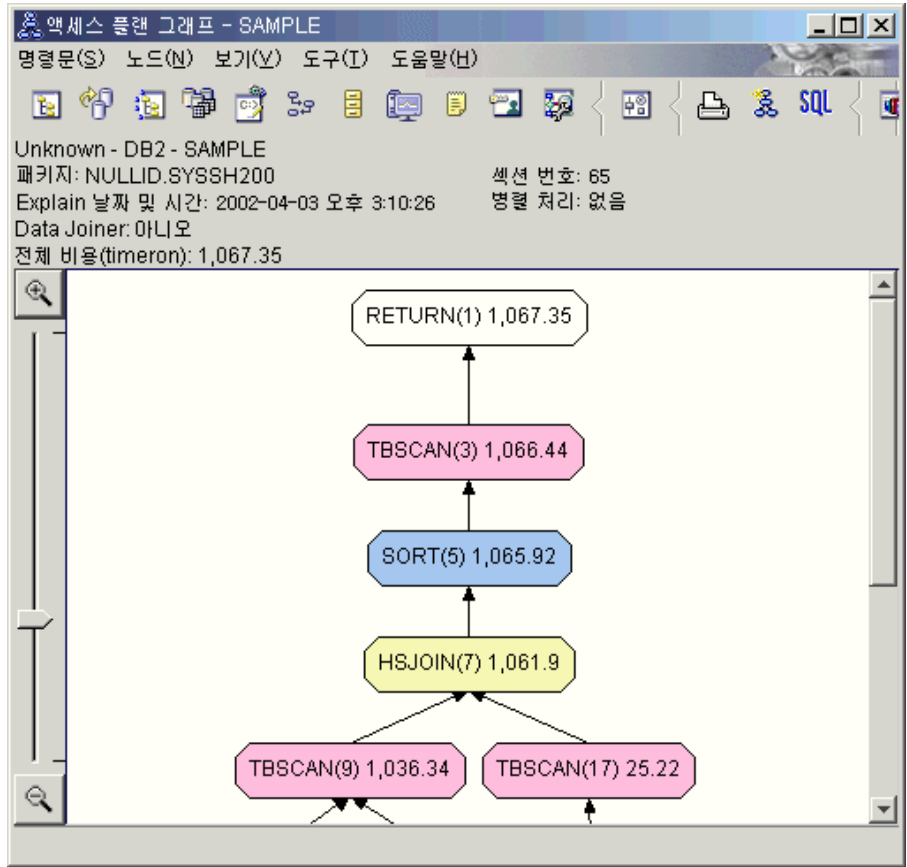 액세스 플랜 그래프 - SAMPLE
명령문(S) 노드(N) 보기(V) 도구(T) 도움말(H)
SQL
Unknown - DB2 - SAMPLE
패키지: NULLID.SYSSH200 섹션 번호: 65
Explain 날짜 및 시간: 2002-04-03 오후 3:10:26 병렬 처리: 없음
Data Joiner: 아니오
전체 비용(timeron): 1,067.35
RETURN(1) 1,067.35
TBSCAN(3) 1,066.44
SORT(5) 1,065.92
HSJOIN(7) 1,061.9
TBSCAN(9) 1,036.34 TBSCAN(17) 25.22